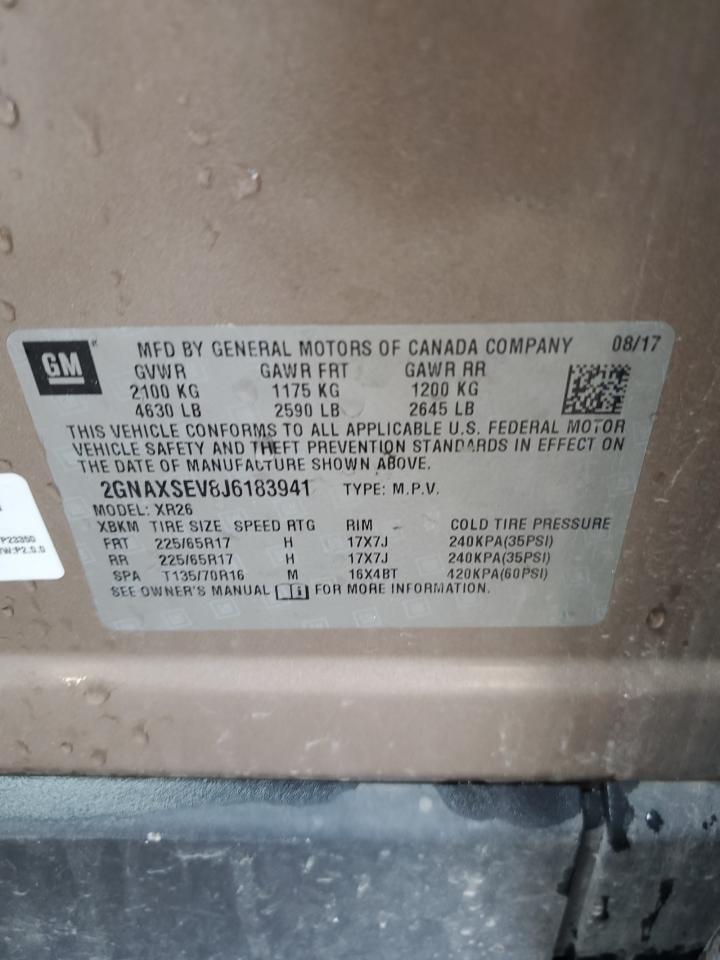 GM
MFD BY GENERAL MOTORS OF CANADA COMPANY 08/17
GVWR GAWR FRT GAWR RR
2100 KG 1175 KG 1200 KG
4630 LB 2590 LB 2645 LB
THIS VEHICLE CONFORMS TO ALL APPLICABLE U.S. FEDERAL MOTOR
VEHICLE SAFETY AND THEFT PREVENTION STANDARDS IN EFFECT ON
THE DATE OF MANUFACTURE SHOWN ABOVE.
2GNAXSEV8J6183941 TYPE: M.P.V.
MODEL: XR26
XBKM TIRE SIZE SPEED RTG RIM COLD TIRE PRESSURE
FRT 225/65R17 H 17X7J 240KPA(35PSI)
RR 225/65R17 H 17X7J 240KPA(35PSI)
SPA T135/70R16 M 16X4BT 420KPA(60PSI)
SEE OWNER'S MANUAL FOR MORE INFORMATION.
P23350
W:P2.0.0